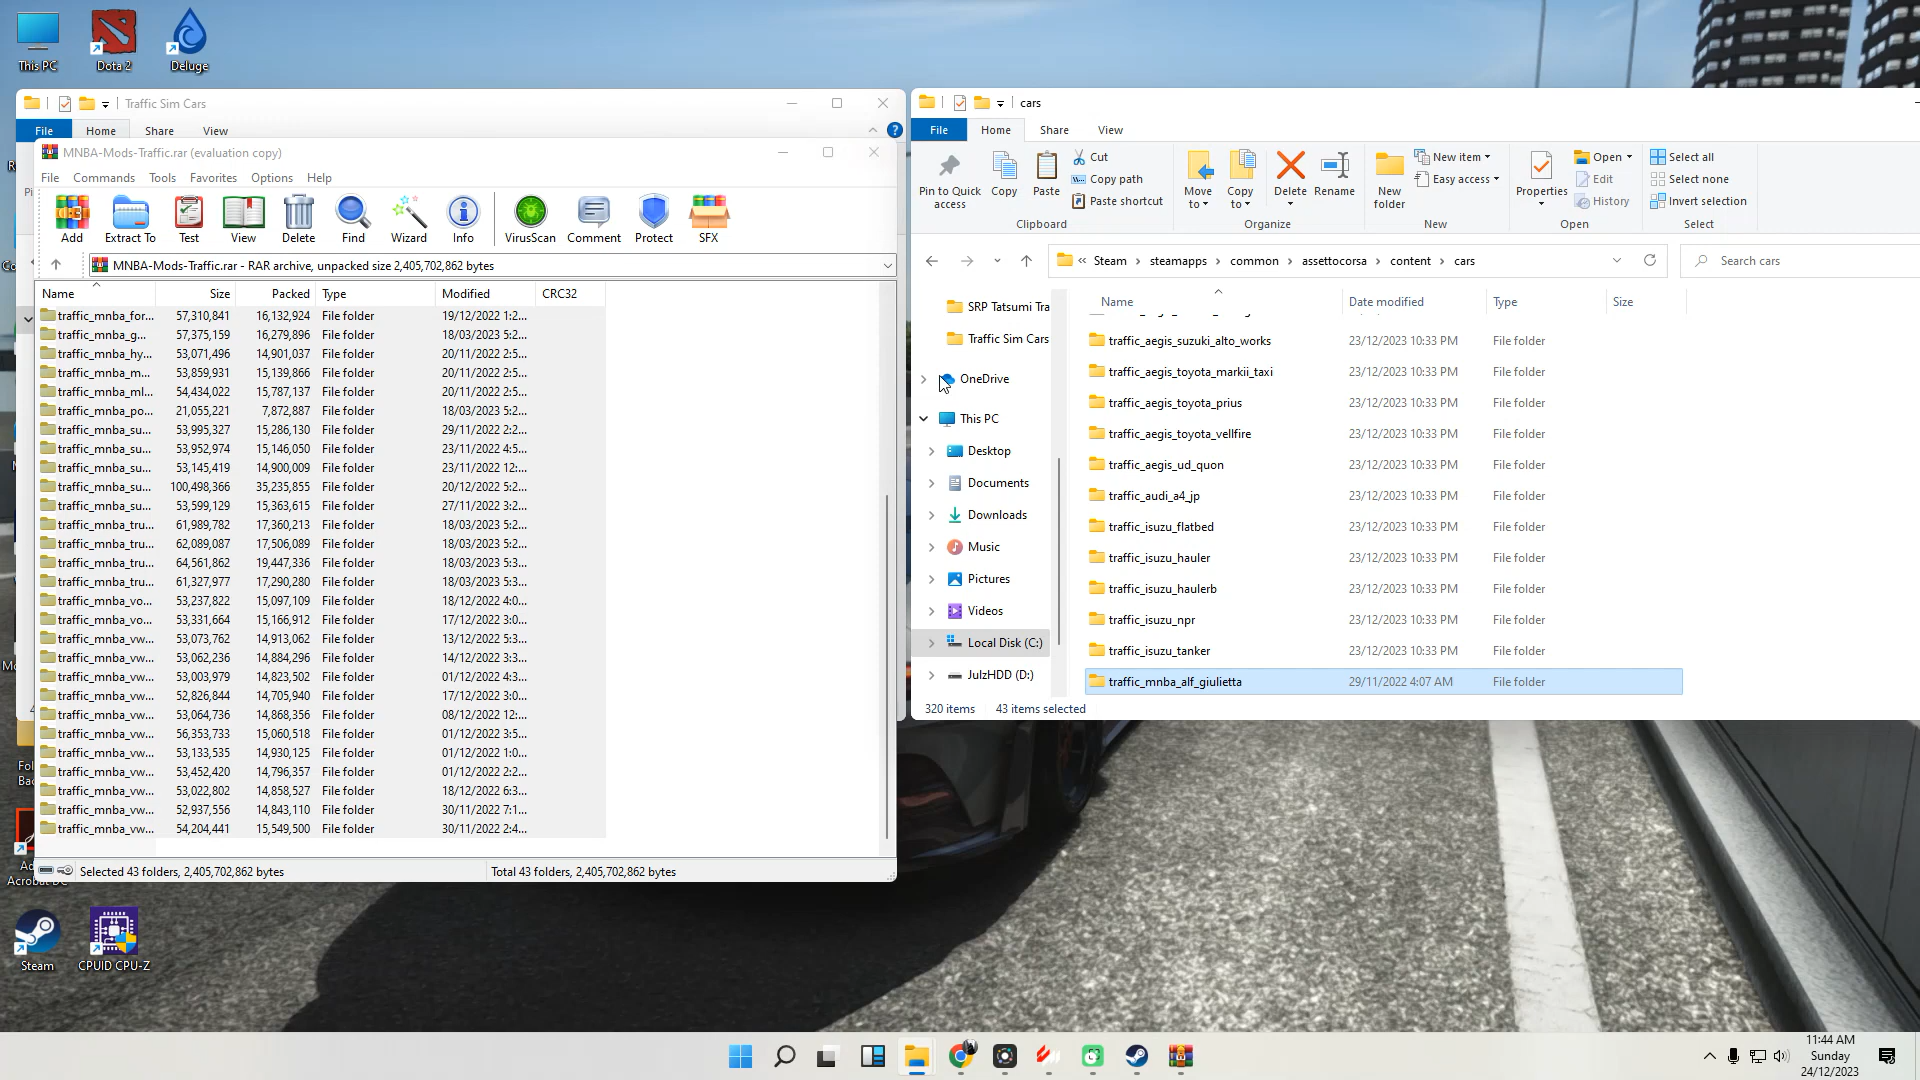 This PC
Dota 2
Deluge
Traffic Sim Cars
File
Home
Share
View
MNBA-Mods-Traffic.rar (evaluation copy)
File
Commands
Tools
Favorites
Options
Help
Add
Extract To
Test
View
Delete
Find
Wizard
Info
VirusScan
Comment
Protect
SFX
MNBA-Mods-Traffic.rar - RAR archive, unpacked size 2,405,702,862 bytes
Name Size Packed Type Modified CRC32
traffic_mnba_for... 57,310,841 16,132,924 File folder 19/12/2022 1:2...
traffic_mnba_g... 57,375,159 16,279,896 File folder 18/03/2023 5:2...
traffic_mnba_hy... 53,071,496 14,901,037 File folder 20/11/2022 2:5...
traffic_mnba_m... 53,859,931 15,139,866 File folder 20/11/2022 2:5...
traffic_mnba_ml... 54,434,022 15,787,137 File folder 20/11/2022 2:5...
traffic_mnba_po... 21,055,221 7,872,887 File folder 18/03/2023 5:2...
traffic_mnba_su... 53,995,327 15,286,130 File folder 29/11/2022 2:2...
traffic_mnba_su... 53,952,974 15,146,050 File folder 23/11/2022 4:5...
traffic_mnba_su... 53,145,419 14,900,009 File folder 23/11/2022 12:...
traffic_mnba_su... 100,498,366 35,235,855 File folder 20/12/2022 5:2...
traffic_mnba_su... 53,599,129 15,363,615 File folder 27/11/2022 3:2...
traffic_mnba_tru... 61,989,782 17,360,213 File folder 18/03/2023 5:2...
traffic_mnba_tru... 62,089,087 17,506,089 File folder 18/03/2023 5:2...
traffic_mnba_tru... 64,561,862 19,447,336 File folder 18/03/2023 5:3...
traffic_mnba_tru... 61,327,977 17,290,280 File folder 18/03/2023 5:3...
traffic_mnba_vo... 53,237,822 15,097,109 File folder 18/12/2022 4:0...
traffic_mnba_vo... 53,331,664 15,166,912 File folder 17/12/2022 3:0...
traffic_mnba_vw... 53,073,762 14,913,062 File folder 13/12/2022 5:3...
traffic_mnba_vw... 53,062,236 14,884,296 File folder 14/12/2022 3:3...
traffic_mnba_vw... 53,003,979 14,823,502 File folder 01/12/2022 4:3...
traffic_mnba_vw... 52,826,844 14,705,940 File folder 17/12/2022 3:0...
traffic_mnba_vw... 53,064,736 14,868,356 File folder 08/12/2022 12:...
traffic_mnba_vw... 56,353,733 15,060,518 File folder 01/12/2022 3:5...
traffic_mnba_vw... 53,133,535 14,930,125 File folder 01/12/2022 1:0...
traffic_mnba_vw... 53,452,420 14,796,357 File folder 01/12/2022 2:2...
traffic_mnba_vw... 53,022,802 14,858,527 File folder 18/12/2022 6:3...
traffic_mnba_vw... 52,937,556 14,843,110 File folder 30/11/2022 7:1...
traffic_mnba_vw... 54,204,441 15,549,500 File folder 30/11/2022 2:4...
Selected 43 folders, 2,405,702,862 bytes
Total 43 folders, 2,405,702,862 bytes
cars
File
Home
Share
View
Pin to Quick
access
Copy
Paste
Cut
Copy path
Paste shortcut
Clipboard
Move
to
Copy
to
Delete
Rename
Organize
New
folder
New item
Easy access
New
Properties
Open
Edit
History
Open
Select all
Select none
Invert selection
Select
« Steam > steamapps > common > assettocorsa > content > cars
Search cars
SRP Tatsumi Tra
Traffic Sim Cars
OneDrive
This PC
Desktop
Documents
Downloads
Music
Pictures
Videos
Local Disk (C:)
JulzHDD (D:)
Name Date modified Type Size
traffic_aegis_suzuki_alto_works 23/12/2023 10:33 PM File folder
traffic_aegis_toyota_markii_taxi 23/12/2023 10:33 PM File folder
traffic_aegis_toyota_prius 23/12/2023 10:33 PM File folder
traffic_aegis_toyota_vellfire 23/12/2023 10:33 PM File folder
traffic_aegis_ud_quon 23/12/2023 10:33 PM File folder
traffic_audi_a4_jp 23/12/2023 10:33 PM File folder
traffic_isuzu_flatbed 23/12/2023 10:33 PM File folder
traffic_isuzu_hauler 23/12/2023 10:33 PM File folder
traffic_isuzu_haulerb 23/12/2023 10:33 PM File folder
traffic_isuzu_npr 23/12/2023 10:33 PM File folder
traffic_isuzu_tanker 23/12/2023 10:33 PM File folder
traffic_mnba_alf_giulietta 29/11/2022 4:07 AM File folder
320 items
43 items selected
Steam
CPUID CPU-Z
11:44 AM
Sunday
24/12/2023